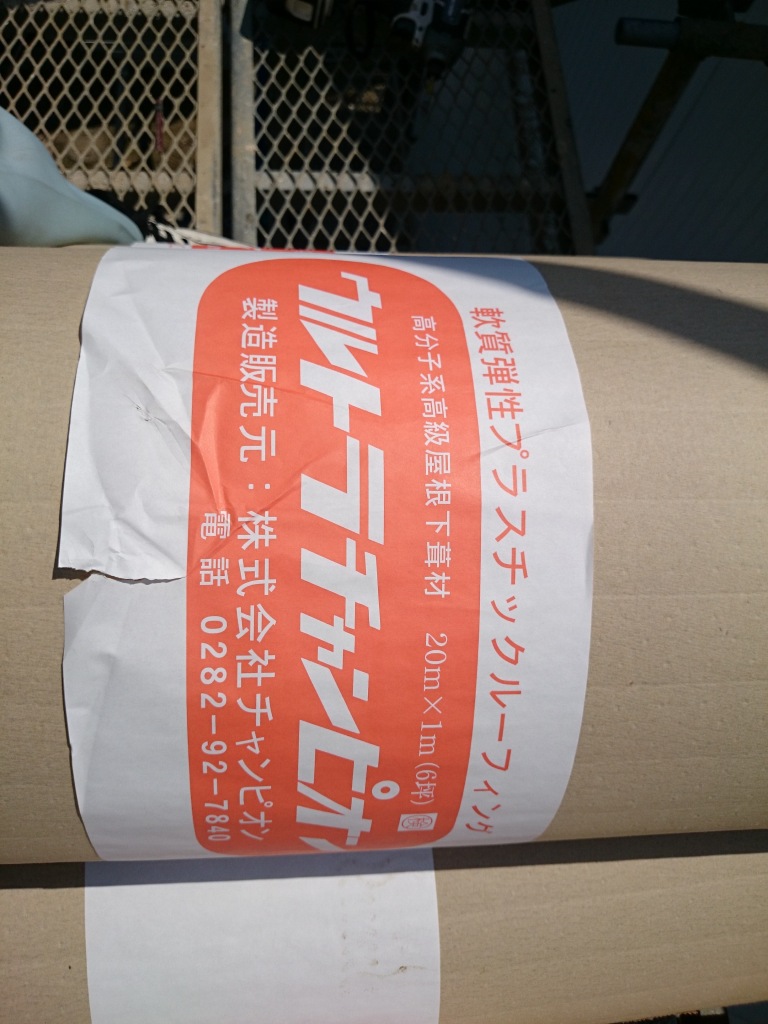 軟質弾性プラスチックルーフィング
高分子系高級屋根下葺材 20m×1m(6坪)
ウルトラチャンピオン
製造販売元:株式会社チャンピオン
電話 0282-92-7840